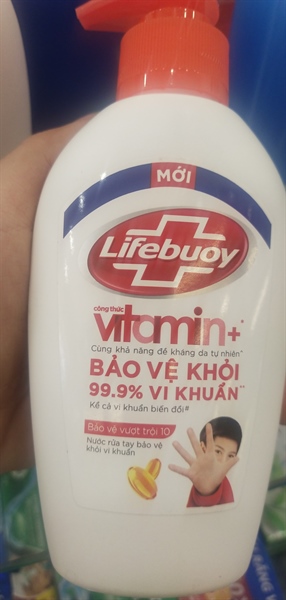 MỚI
Lifebuoy
công thức
vitamin+*
Cùng khả năng đề kháng da tự nhiên*
BẢO VỆ KHỎI
99.9% VI KHUẨN**
Kể cả vi khuẩn biến đổi#
Bảo vệ vượt trội 10
Nước rửa tay bảo vệ
khỏi vi khuẩn